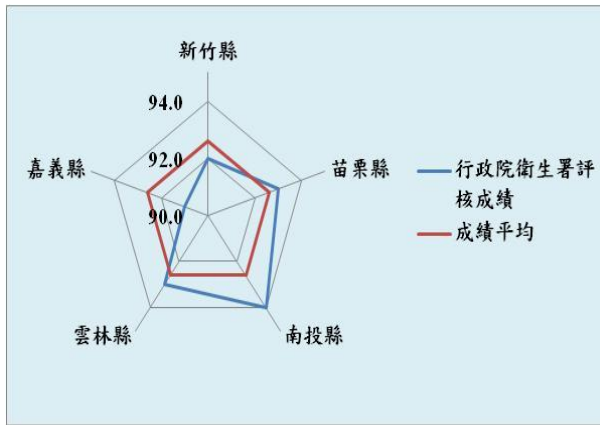 新竹縣
94.0
92.0
90.0
嘉義縣
苗栗縣
雲林縣
南投縣
行政院衛生署評
核成績
成績平均